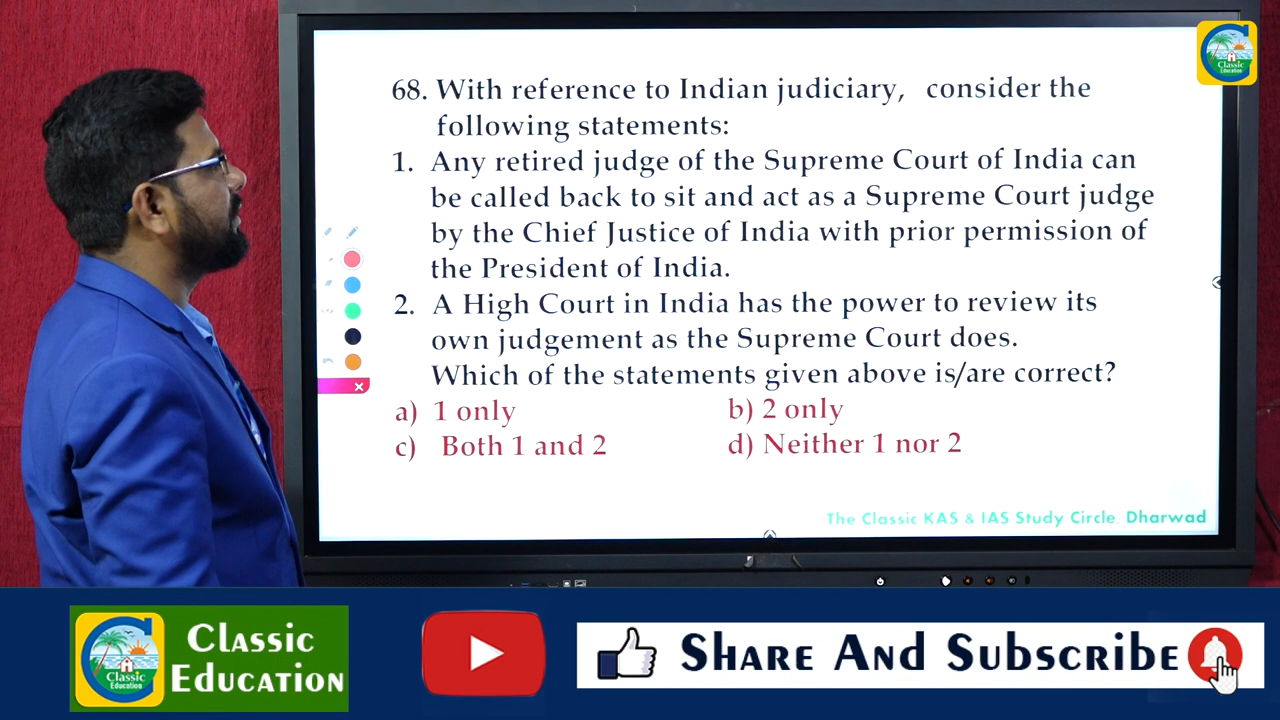 Classic
Education
68. With reference to Indian judiciary, consider the
following statements:
1. Any retired judge of the Supreme Court of India can
be called back to sit and act as a Supreme Court judge
by the Chief Justice of India with prior permission of
the President of India.
2. A High Court in India has the power to review its
own judgement as the Supreme Court does.
Which of the statements given above is/are correct?
a) 1 only b) 2 only
c) Both 1 and 2 d) Neither 1 nor 2
The Classic KAS & IAS Study Circle, Dharwad
Classic
Education
Classic
Education
Share And Subscribe